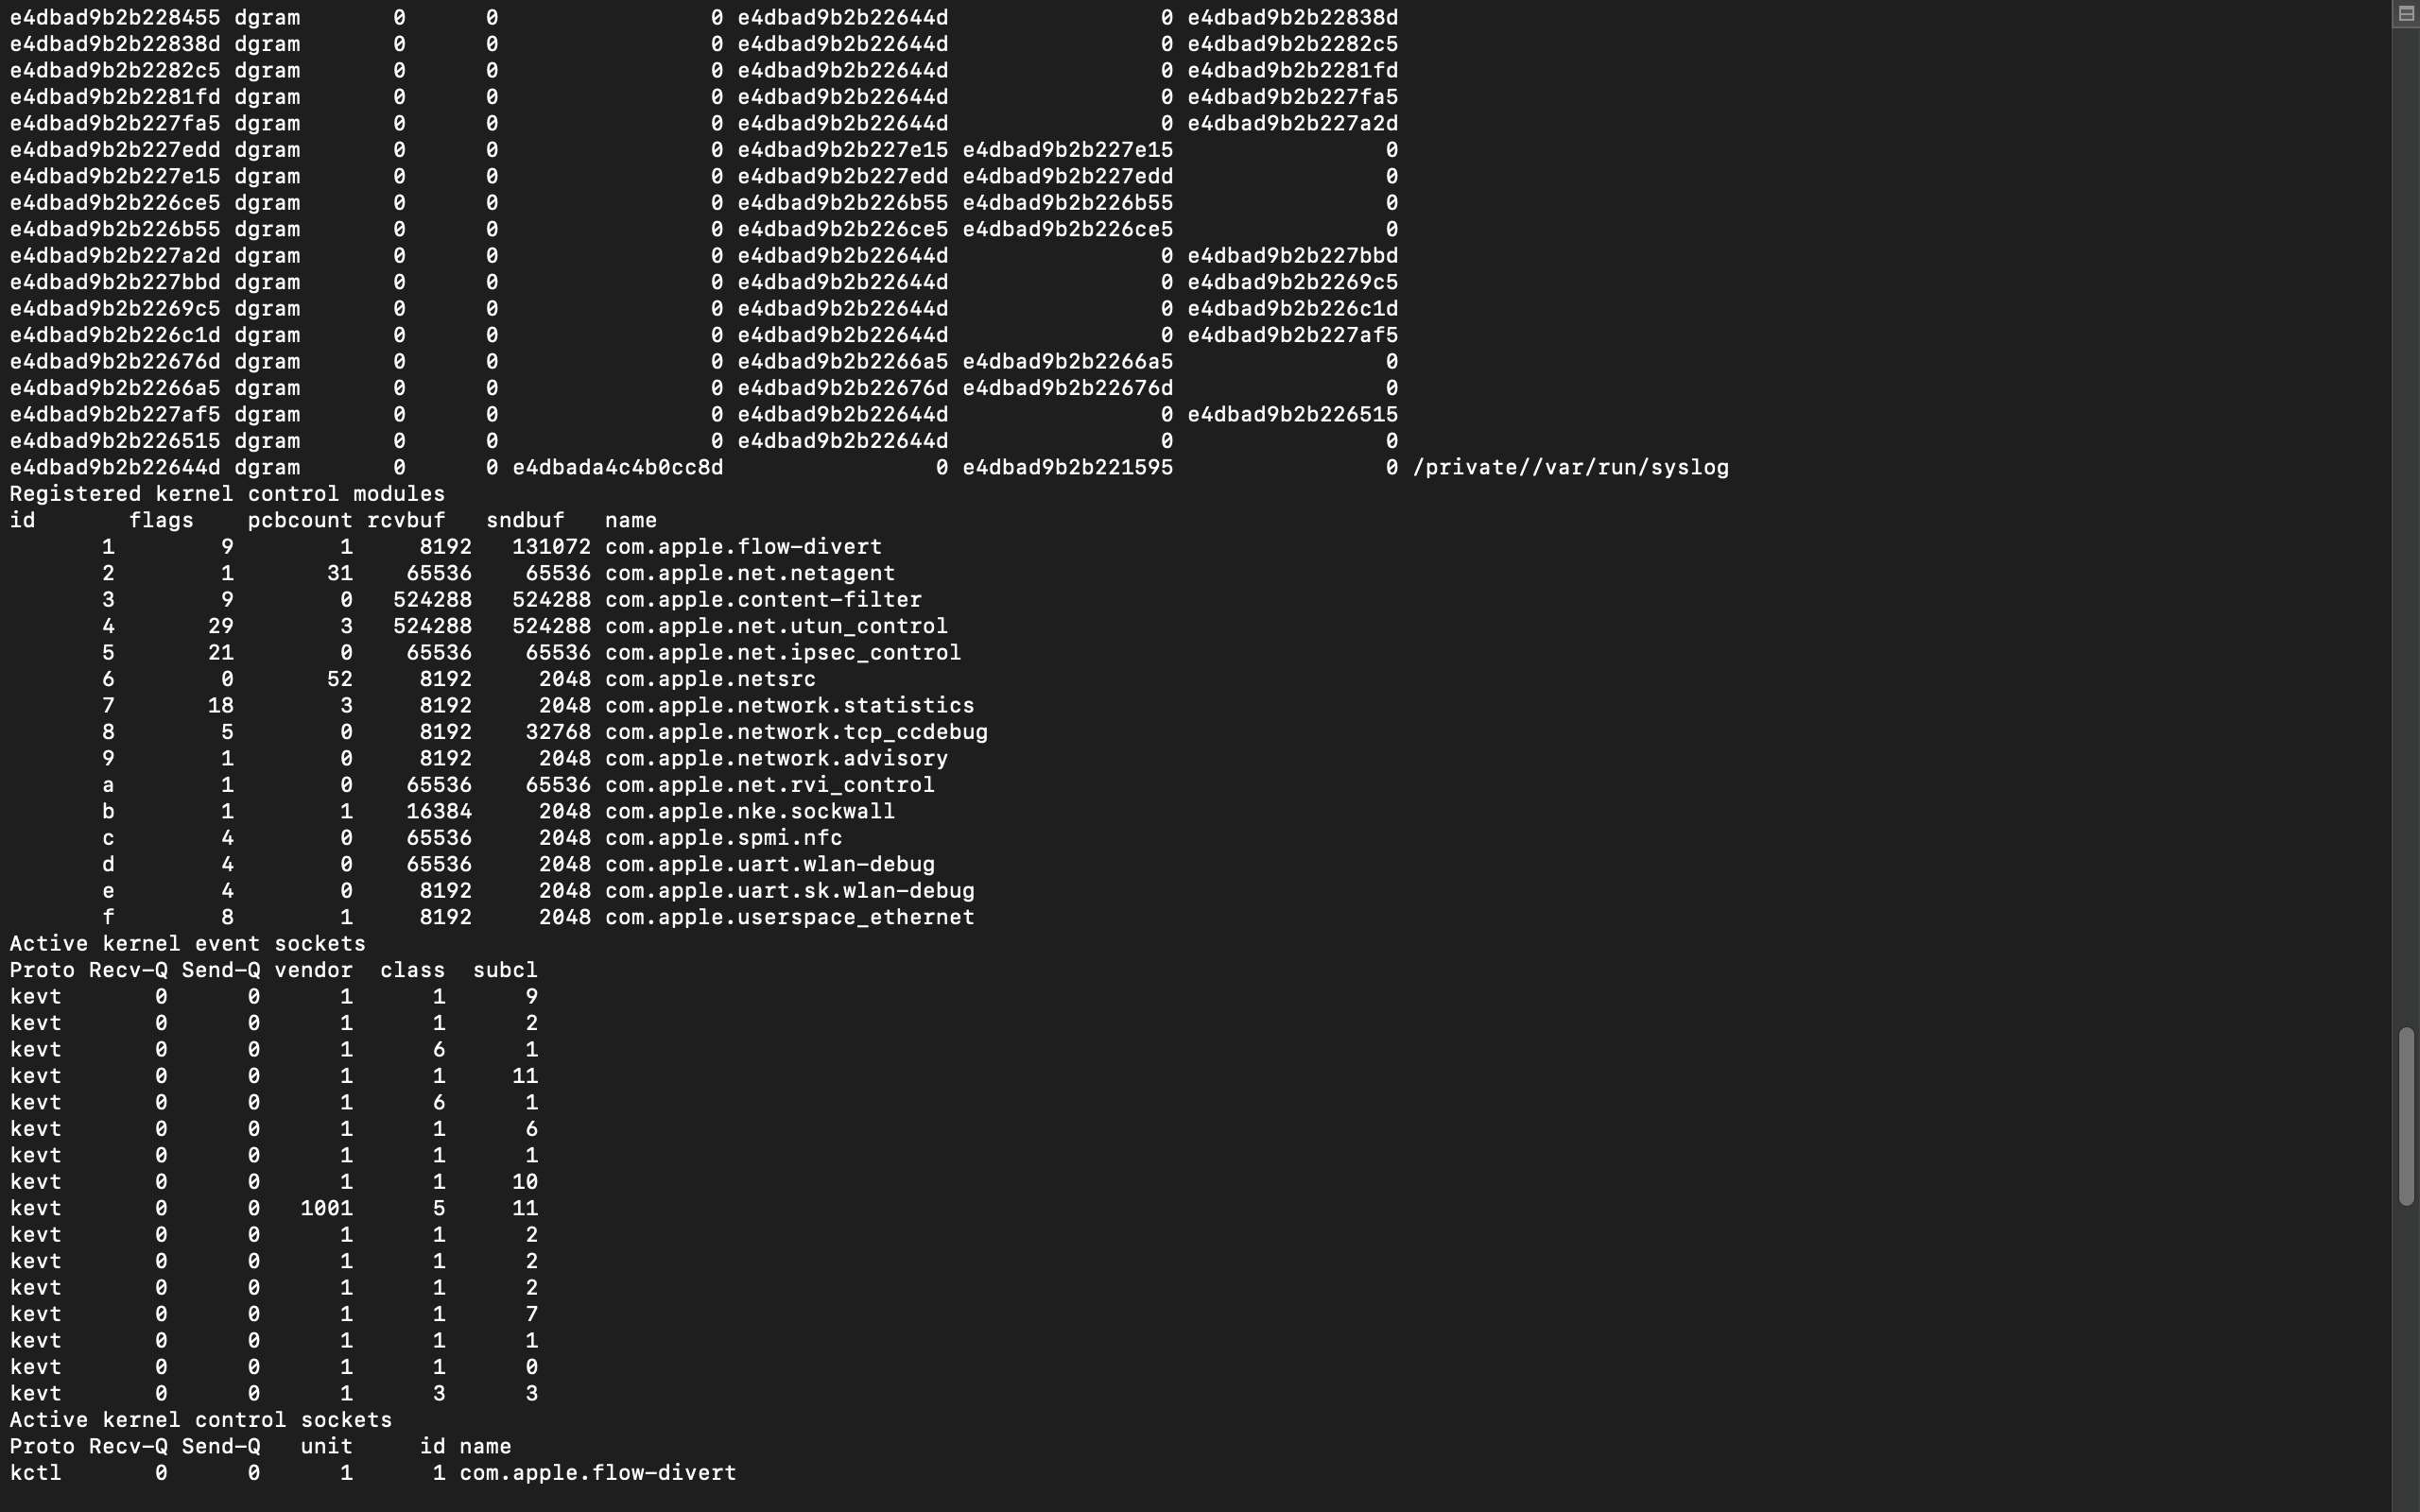 e4dbad9b2b228455 dgram       0      0                0 e4dbad9b2b22644d                0 e4dbad9b2b22838d
e4dbad9b2b22838d dgram       0      0                0 e4dbad9b2b22644d                0 e4dbad9b2b2282c5
e4dbad9b2b2282c5 dgram       0      0                0 e4dbad9b2b22644d                0 e4dbad9b2b2281fd
e4dbad9b2b2281fd dgram       0      0                0 e4dbad9b2b22644d                0 e4dbad9b2b227fa5
e4dbad9b2b227fa5 dgram       0      0                0 e4dbad9b2b22644d                0 e4dbad9b2b227a2d
e4dbad9b2b227edd dgram       0      0                0 e4dbad9b2b227e15 e4dbad9b2b227e15                0
e4dbad9b2b227e15 dgram       0      0                0 e4dbad9b2b227edd e4dbad9b2b227edd                0
e4dbad9b2b226ce5 dgram       0      0                0 e4dbad9b2b226b55 e4dbad9b2b226b55                0
e4dbad9b2b226b55 dgram       0      0                0 e4dbad9b2b226ce5 e4dbad9b2b226ce5                0
e4dbad9b2b227a2d dgram       0      0                0 e4dbad9b2b22644d                0 e4dbad9b2b227bbd
e4dbad9b2b227bbd dgram       0      0                0 e4dbad9b2b22644d                0 e4dbad9b2b2269c5
e4dbad9b2b2269c5 dgram       0      0                0 e4dbad9b2b22644d                0 e4dbad9b2b226c1d
e4dbad9b2b226c1d dgram       0      0                0 e4dbad9b2b22644d                0 e4dbad9b2b227af5
e4dbad9b2b22676d dgram       0      0                0 e4dbad9b2b2266a5 e4dbad9b2b2266a5                0
e4dbad9b2b2266a5 dgram       0      0                0 e4dbad9b2b22676d e4dbad9b2b22676d                0
e4dbad9b2b227af5 dgram       0      0                0 e4dbad9b2b22644d                0 e4dbad9b2b226515
e4dbad9b2b226515 dgram       0      0                0 e4dbad9b2b22644d                0                0
e4dbad9b2b22644d dgram       0      0 e4dbada4c4b0cc8d                0 e4dbad9b2b221595                0 /private//var/run/syslog
Registered kernel control modules
id       flags    pcbcount rcvbuf   sndbuf   name
       1        9        1     8192   131072 com.apple.flow-divert
       2        1       31    65536    65536 com.apple.net.netagent
       3        9        0   524288   524288 com.apple.content-filter
       4       29        3   524288   524288 com.apple.net.utun_control
       5       21        0    65536    65536 com.apple.net.ipsec_control
       6        0       52     8192     2048 com.apple.netsrc
       7       18        3     8192     2048 com.apple.network.statistics
       8        5        0     8192    32768 com.apple.network.tcp_ccdebug
       9        1        0     8192     2048 com.apple.network.advisory
       a        1        0    65536    65536 com.apple.net.rvi_control
       b        1        1    16384     2048 com.apple.nke.sockwall
       c        4        0    65536     2048 com.apple.spmi.nfc
       d        4        0    65536     2048 com.apple.uart.wlan-debug
       e        4        0     8192     2048 com.apple.uart.sk.wlan-debug
       f        8        1     8192     2048 com.apple.userspace_ethernet
Active kernel event sockets
Proto Recv-Q Send-Q vendor  class  subcl
kevt       0      0      1      1      9
kevt       0      0      1      1      2
kevt       0      0      1      6      1
kevt       0      0      1      1     11
kevt       0      0      1      6      1
kevt       0      0      1      1      6
kevt       0      0      1      1      1
kevt       0      0      1      1     10
kevt       0      0   1001      5     11
kevt       0      0      1      1      2
kevt       0      0      1      1      2
kevt       0      0      1      1      2
kevt       0      0      1      1      7
kevt       0      0      1      1      1
kevt       0      0      1      1      0
kevt       0      0      1      3      3
Active kernel control sockets
Proto Recv-Q Send-Q   unit     id name
kctl       0      0      1      1 com.apple.flow-divert